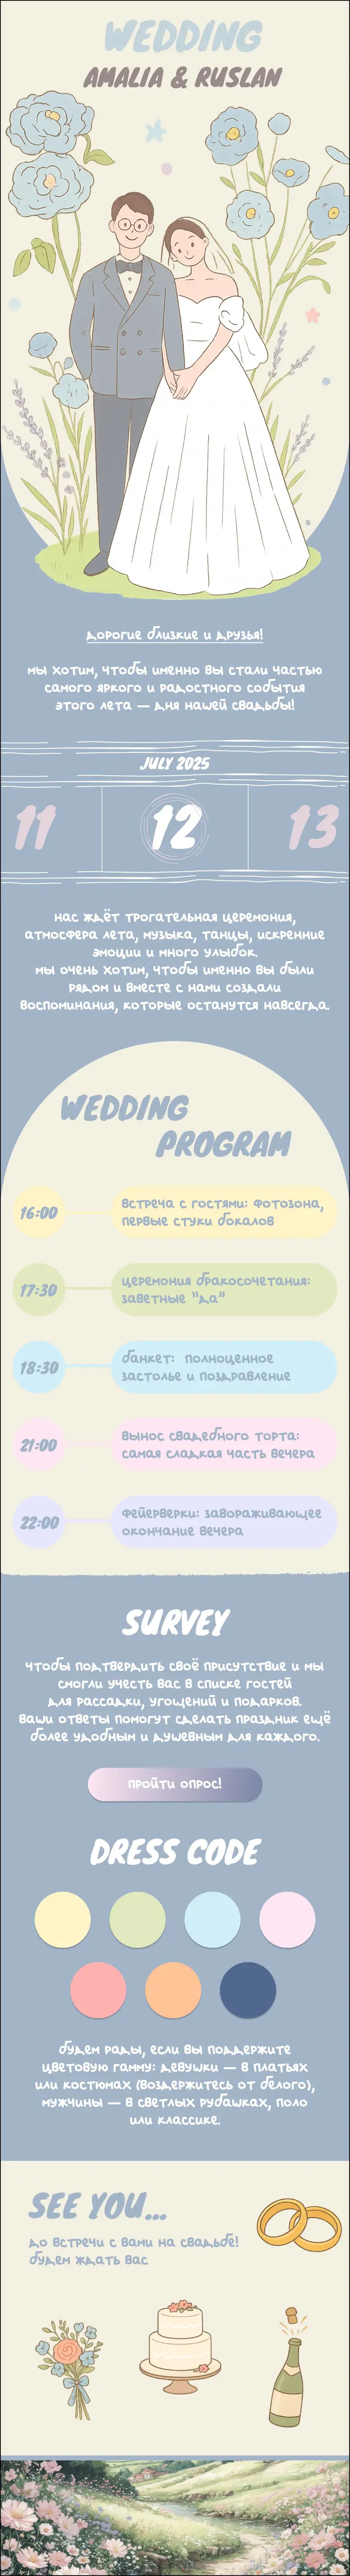 WEDDING
AMALIA & RUSLAN
дорогие близкие и друзья!
мы хотим, чтобы именно вы стали частью
самого яркого и радостного события
этого лета — дня нашей свадьбы!
JULY 2025
11 12 13
нас ждёт трогательная церемония,
атмосфера лета, музыка, танцы, искренние
эмоции и много улыбок.
мы очень хотим, чтобы именно вы были
рядом и вместе с нами создали
воспоминания, которые останутся навсегда.
WEDDING
PROGRAM
16:00
встреча с гостями: фотозона,
первые стуки бокалов
17:30
церемония бракосочетания:
заветные "да"
18:30
банкет: полноценное
застолье и поздравление
21:00
вынос свадебного торта:
самая сладкая часть вечера
22:00
фейерверки: завораживающее
окончание вечера
SURVEY
чтобы подтвердить своё присутствие и мы
смогли учесть вас в списке гостей
для рассадки, угощений и подарков.
ваши ответы помогут сделать праздник ещё
более удобным и душевным для каждого.
пройти опрос!
DRESS CODE
будем рады, если вы поддержите
цветовую гамму: девушки — в платьях
или костюмах (воздержитесь от белого),
мужчины — в светлых рубашках, поло
или классике.
SEE YOU...
до встречи с вами на свадьбе!
будем ждать вас